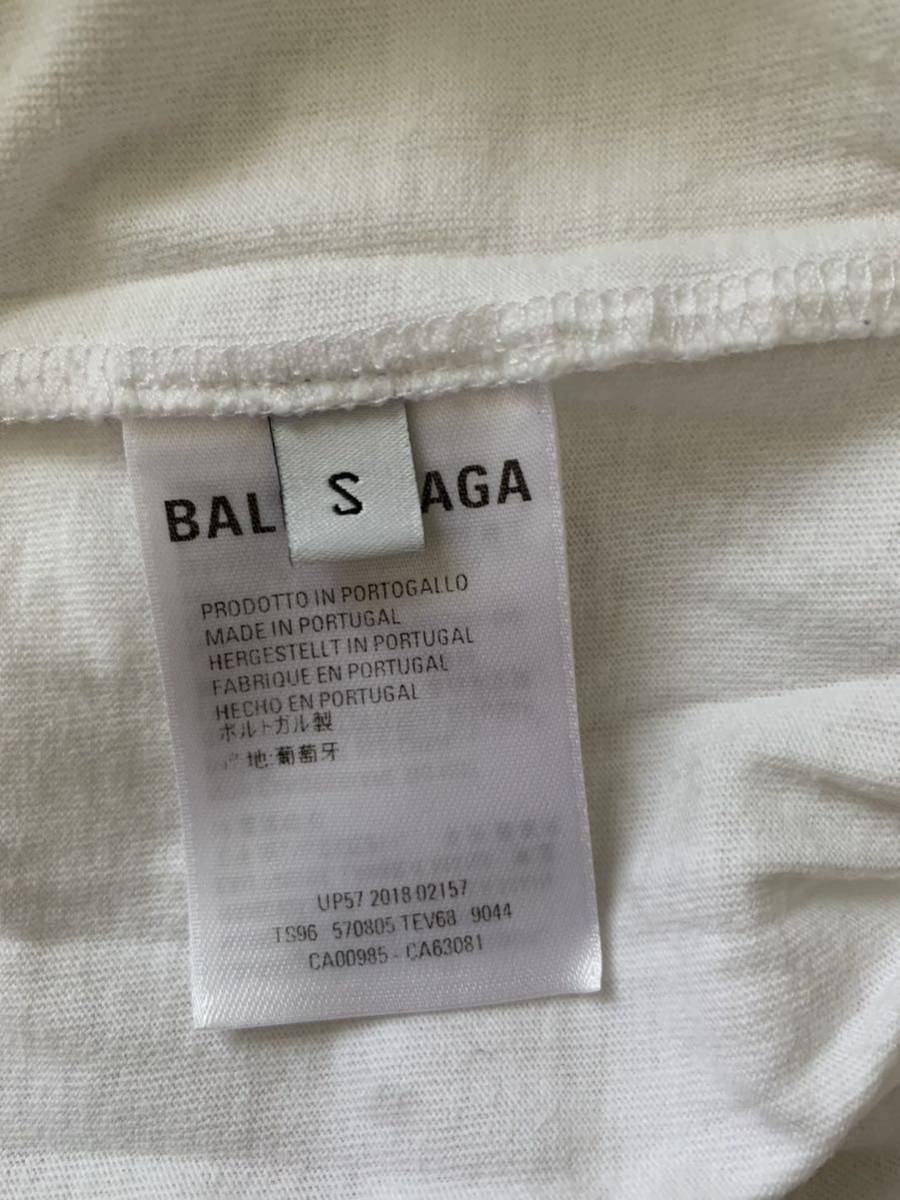 S
BAL AGA
PRODOTTO IN PORTOGALLO
MADE IN PORTUGAL
HERGESTELLT IN PORTUGAL
FABRIQUE EN PORTUGAL
HECHO EN PORTUGAL
ポルトガル製
地:葡萄牙
UP57 2018 02157
TS96 570805 TEV68 9044
CA00985 - CA63081